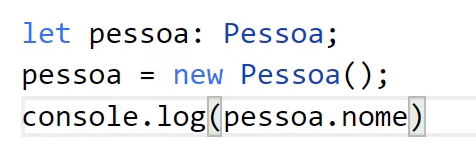 let pessoa: Pessoa;
pessoa = new Pessoa();
console.log(pessoa.nome)